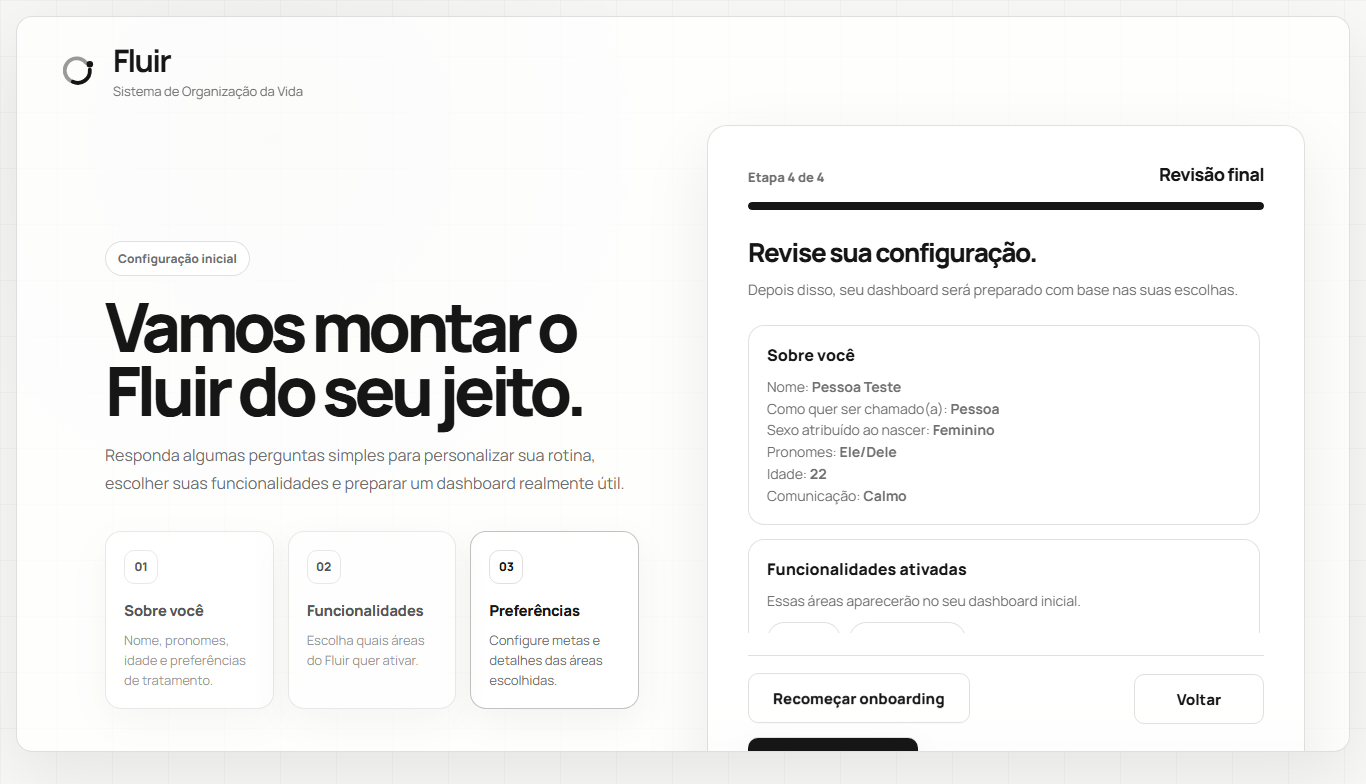 Fluir
Sistema de Organização da Vida
Configuração inicial
Vamos montar o
Fluir do seu jeito.
Responda algumas perguntas simples para personalizar sua rotina,
escolher suas funcionalidades e preparar um dashboard realmente útil.
01
Sobre você
Nome, pronomes,
idade e preferências
de tratamento.
02
Funcionalidades
Escolha quais áreas
do Fluir quer ativar.
03
Preferências
Configure metas e
detalhes das áreas
escolhidas.
Etapa 4 de 4
Revisão final
Revise sua configuração.
Depois disso, seu dashboard será preparado com base nas suas escolhas.
Sobre você
Nome: Pessoa Teste
Como quer ser chamado(a): Pessoa
Sexo atribuído ao nascer: Feminino
Pronomes: Ele/Dele
Idade: 22
Comunicação: Calmo
Funcionalidades ativadas
Essas áreas aparecerão no seu dashboard inicial.
Recomeçar onboarding
Voltar